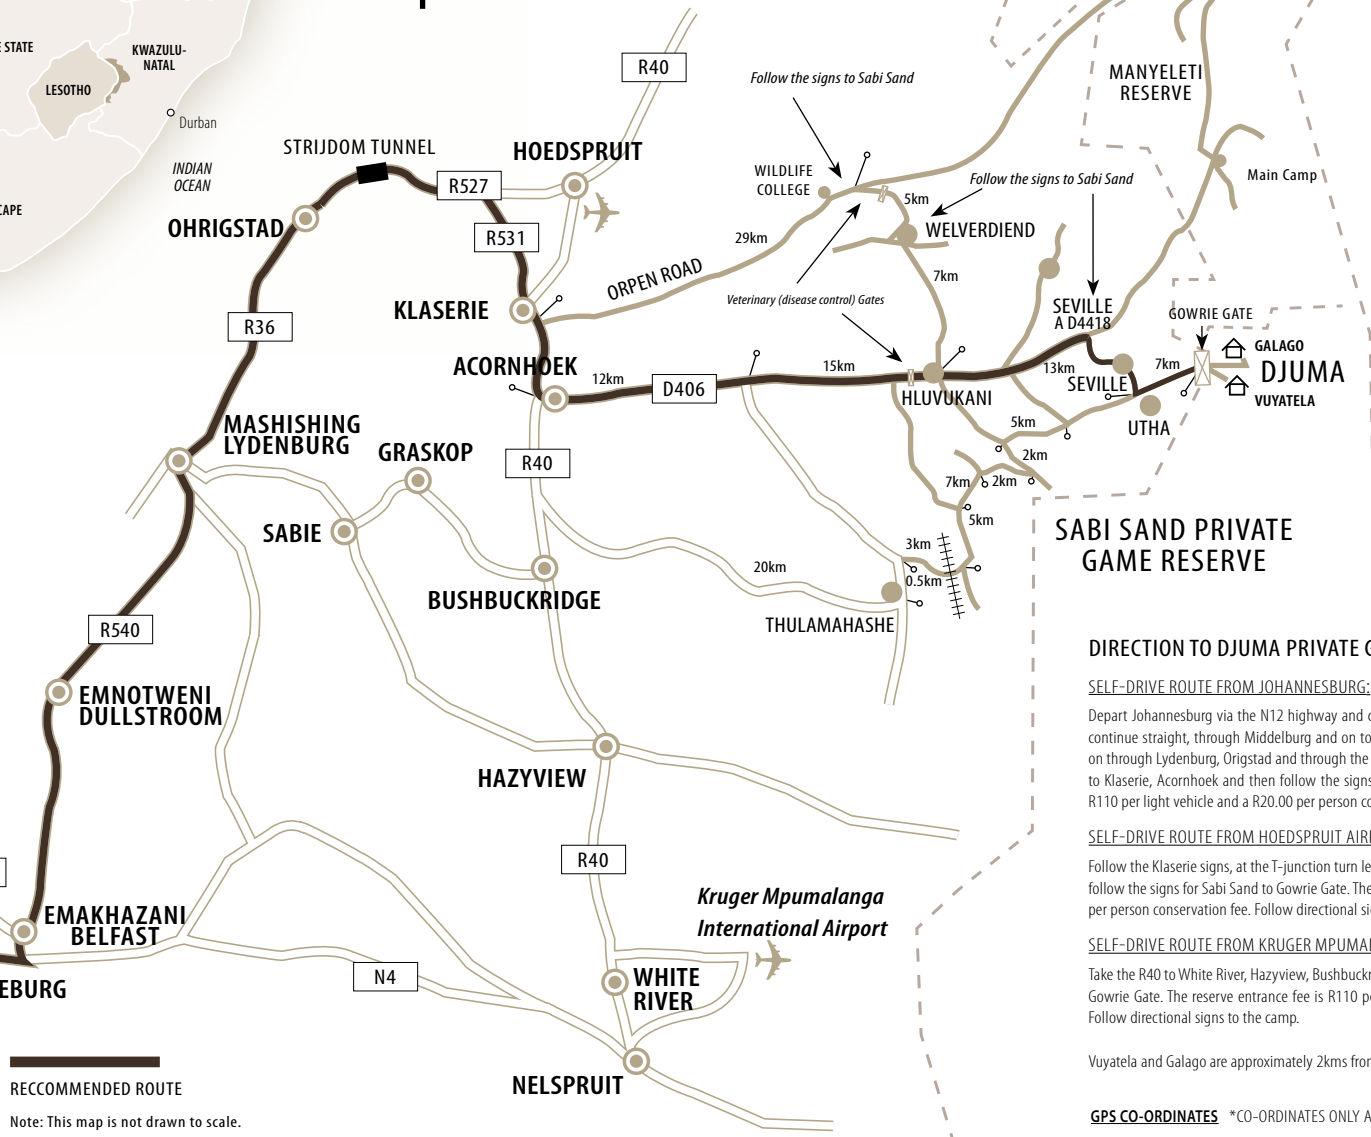 E STATE
KWAZULU-
NATAL
LESOTHO
Durban
INDIAN
OCEAN
CAPE
R40
Follow the signs to Sabi Sand
MANYELETI
RESERVE
STRIJDOM TUNNEL
HOEDSPRUIT
WILDLIFE
COLLEGE
Follow the signs to Sabi Sand
Main Camp
R527
5km
OHRIGSTAD
R531
29km
WELVERDIEND
ORPEN ROAD
7km
KLASERIE
Veterinary (disease control) Gates
SEVILLE
A D4418
GOWRIE GATE
R36
GALAGO
ACORNHOEK
12km
D406
15km
13km
SEVILLE
7km
DJUMA
HLUVUKANI
VUYATELA
MASHISHING
LYDENBURG
UTHA
5km
GRASKOP
R40
2km
7km
2km
SABIE
5km
SABI SAND PRIVATE
GAME RESERVE
3km
20km
0.5km
BUSHBUCKRIDGE
THULAMAHASHE
R540
EMNOTWENI
DULLSTROOM
HAZYVIEW
R40
Kruger Mpumalanga
International Airport
EMAKHAZANI
BELFAST
N4
WHITE
RIVER
EBURG
NELSPRUIT
RECCOMMENDED ROUTE
Note: This map is not drawn to scale.
DIRECTION TO DJUMA PRIVATE G
SELF-DRIVE ROUTE FROM JOHANNESBURG:
Depart Johannesburg via the N12 highway and c
continue straight, through Middelburg and on to
on through Lydenburg, Origstad and through the
to Klaserie, Acornhoek and then follow the signs
R110 per light vehicle and a R20.00 per person co
SELF-DRIVE ROUTE FROM HOEDSPRUIT AIR
Follow the Klaserie signs, at the T-junction turn le
follow the signs for Sabi Sand to Gowrie Gate. The
per person conservation fee. Follow directional si
SELF-DRIVE ROUTE FROM KRUGER MPUMA
Take the R40 to White River, Hazyview, Bushbuck
Gowrie Gate. The reserve entrance fee is R110 p
Follow directional signs to the camp.
Vuyatela and Galago are approximately 2kms from
GPS CO-ORDINATES *CO-ORDINATES ONLY A